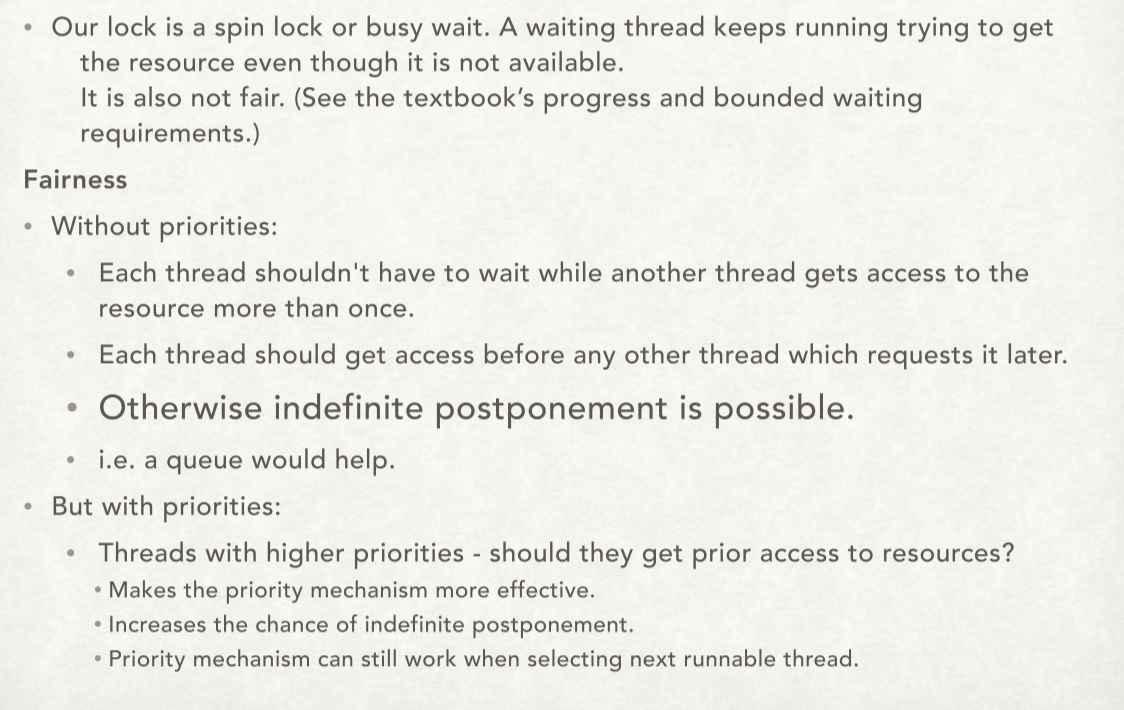 • Our lock is a spin lock or busy wait. A waiting thread keeps running trying to get
the resource even though it is not available.
It is also not fair. (See the textbook’s progress and bounded waiting
requirements.)
Fairness
• Without priorities:
• Each thread shouldn't have to wait while another thread gets access to the
resource more than once.
• Each thread should get access before any other thread which requests it later.
• Otherwise indefinite postponement is possible.
• i.e. a queue would help.
• But with priorities:
• Threads with higher priorities - should they get prior access to resources?
• Makes the priority mechanism more effective.
• Increases the chance of indefinite postponement.
• Priority mechanism can still work when selecting next runnable thread.